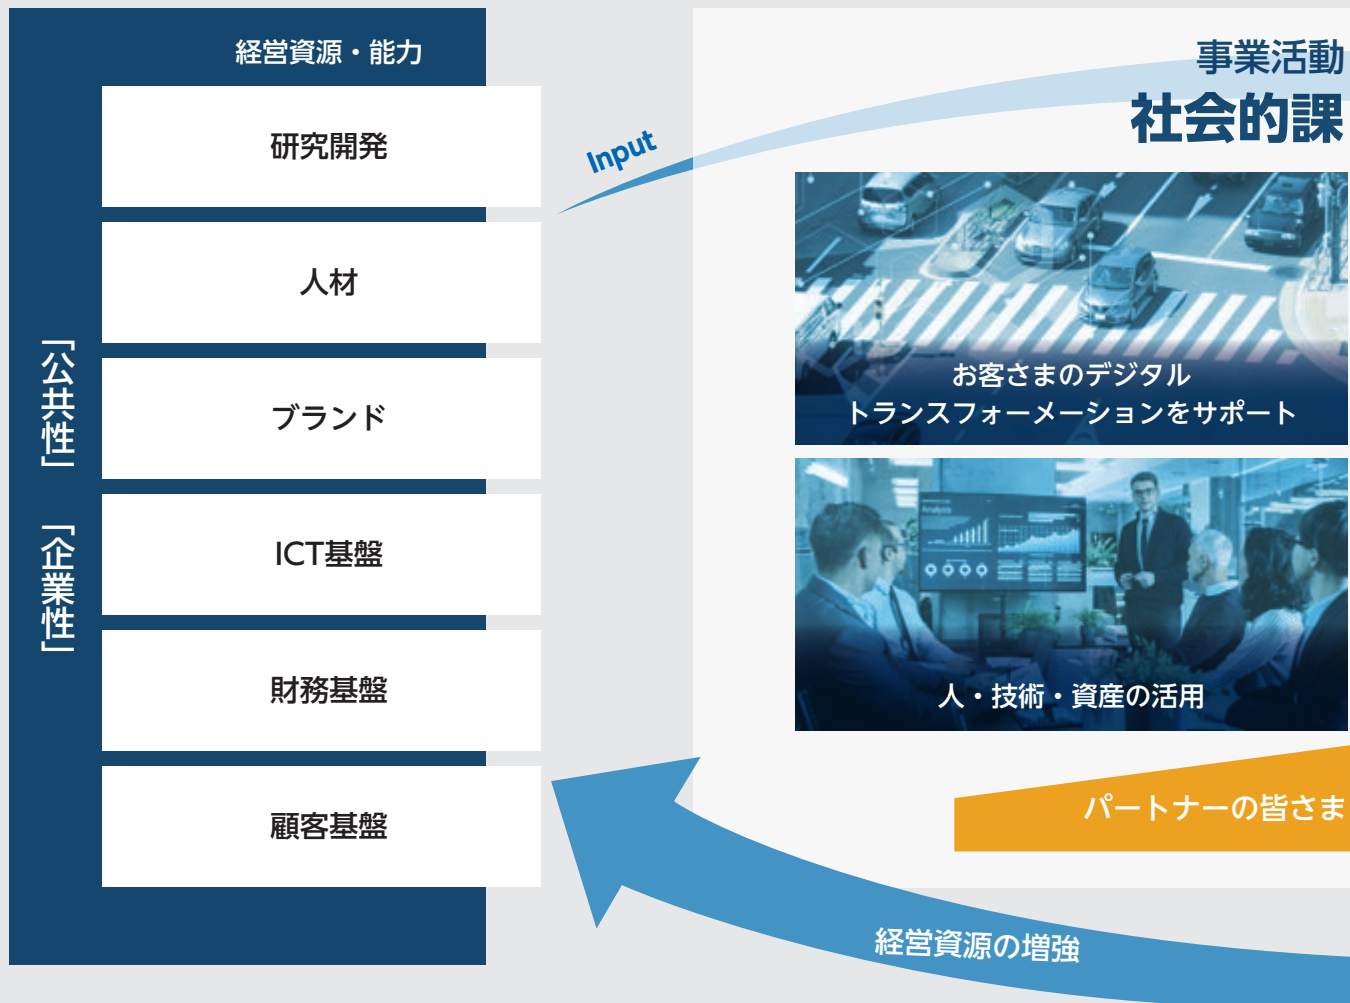 経営資源・能力
「公共性」
「企業性」
研究開発
人材
ブランド
ICT基盤
財務基盤
顧客基盤
Input
事業活動
社会的課
お客さまのデジタル
トランスフォーメーションをサポート
Analysis
人・技術・資産の活用
パートナーの皆さま
経営資源の増強